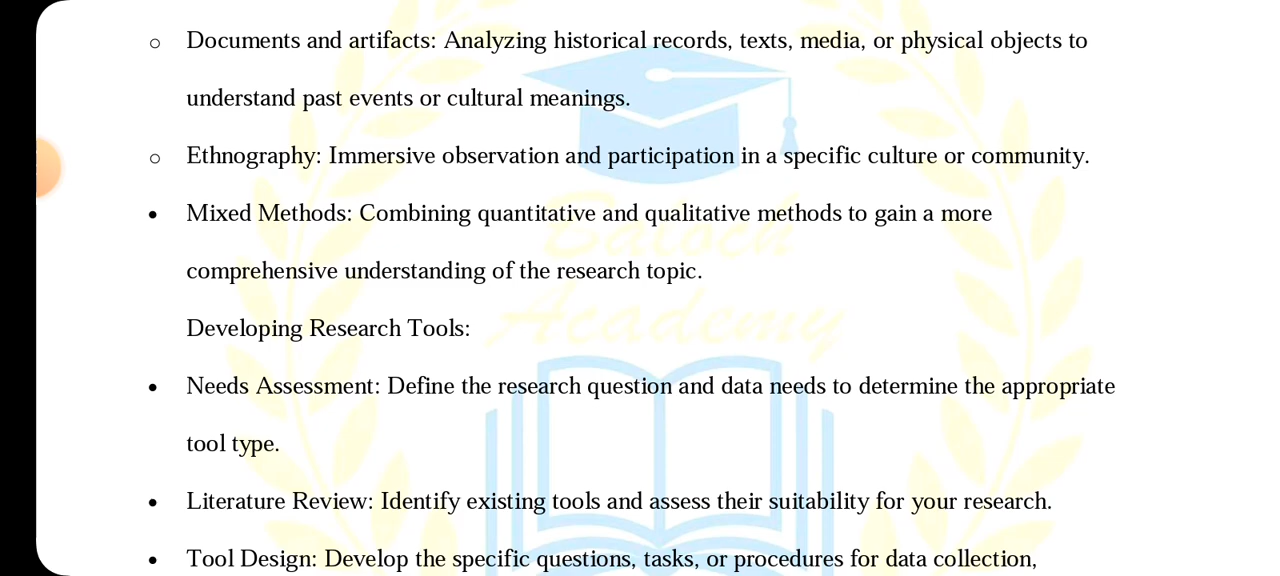 ○ Documents and artifacts: Analyzing historical records, texts, media, or physical objects to
understand past events or cultural meanings.
○ Ethnography: Immersive observation and participation in a specific culture or community.
• Mixed Methods: Combining quantitative and qualitative methods to gain a more
comprehensive understanding of the research topic.
Developing Research Tools:
• Needs Assessment: Define the research question and data needs to determine the appropriate
tool type.
• Literature Review: Identify existing tools and assess their suitability for your research.
• Tool Design: Develop the specific questions, tasks, or procedures for data collection,
Baloch
Academy